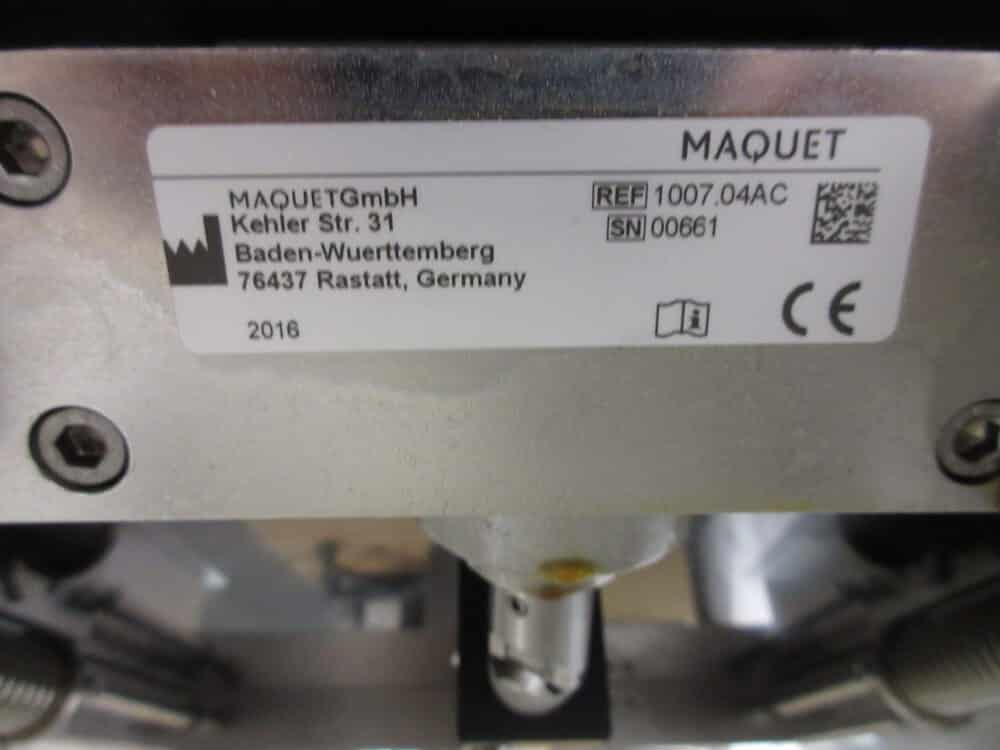 MAQUET
MAQUETGmbH
Kehler Str. 31
Baden-Wuerttemberg
76437 Rastatt, Germany
2016
REF 1007.04AC
SN 00661
CE